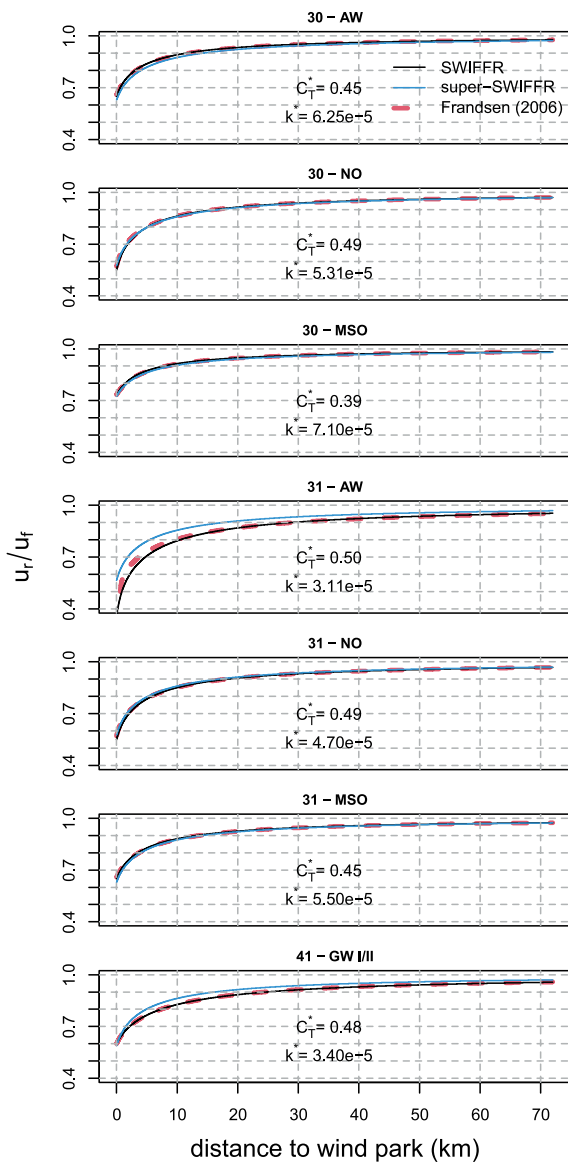 30 − AW
SWIFFR
super−SWIFFR
Frandsen (2006)
C*T = 0.45
k* = 6.25e−5
1.0
0.7
0.4
30 − NO
C*T = 0.49
k* = 5.31e−5
1.0
0.7
0.4
30 − MSO
C*T = 0.39
k* = 7.10e−5
1.0
0.7
0.4
31 − AW
C*T = 0.50
k* = 3.11e−5
1.0
0.7
0.4
ur/uf
31 − NO
C*T = 0.49
k* = 4.70e−5
1.0
0.7
0.4
31 − MSO
C*T = 0.45
k* = 5.50e−5
1.0
0.7
0.4
41 − GW I/II
C*T = 0.48
k* = 3.40e−5
1.0
0.7
0.4
0 10 20 30 40 50 60 70
distance to wind park (km)